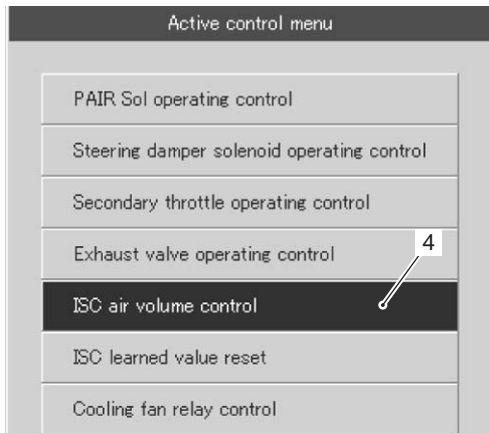 Active control menu
PAIR Sol operating control
Steering damper solenoid operating control
Secondary throttle operating control
Exhaust valve operating control
4
ISC air volume control
ISC learned value reset
Cooling fan relay control